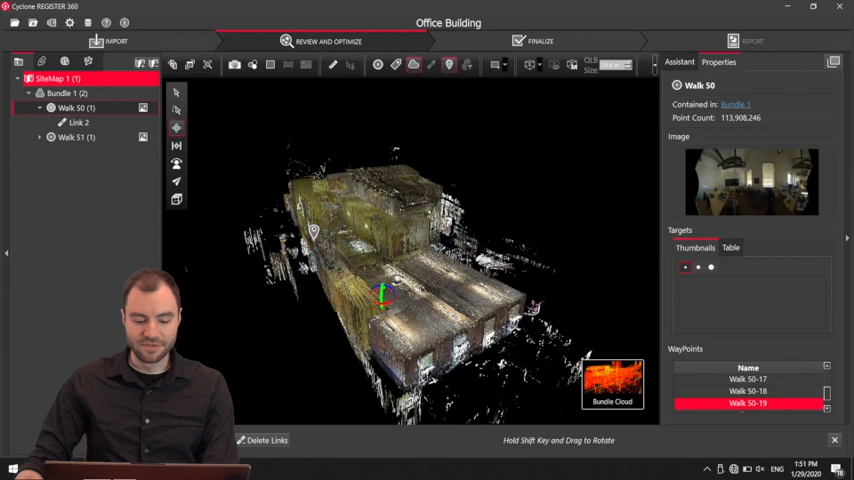 Cyclone REGISTER 360
Office Building
IMPORT
REVIEW AND OPTIMIZE
FINALIZE
REPORT
QLB
Size:
Assistant
Properties
SiteMap 1 (1)
Bundle 1 (2)
Walk 50 (1)
Link 2
Walk 51 (1)
Walk 50
Contained in: Bundle 1
Point Count: 113,908,246
Image
Targets
Thumbnails
Table
WayPoints
Name
Walk 50-17
Walk 50-18
Walk 50-19
Bundle Cloud
Delete Links
Hold Shift Key and Drag to Rotate
ENG
1:51 PM
1/29/2020
18